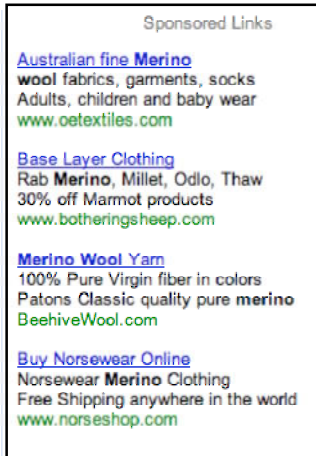 Sponsored Links
Australian fine Merino
wool fabrics, garments, socks
Adults, children and baby wear
www.oetextiles.com
Base Layer Clothing
Rab Merino, Millet, Odlo, Thaw
30% off Marmot products
www.botheringsheep.com
Merino Wool Yarn
100% Pure Virgin fiber in colors
Patons Classic quality pure merino
BeehiveWool.com
Buy Norsewear Online
Norsewear Merino Clothing
Free Shipping anywhere in the world
www.norseshop.com